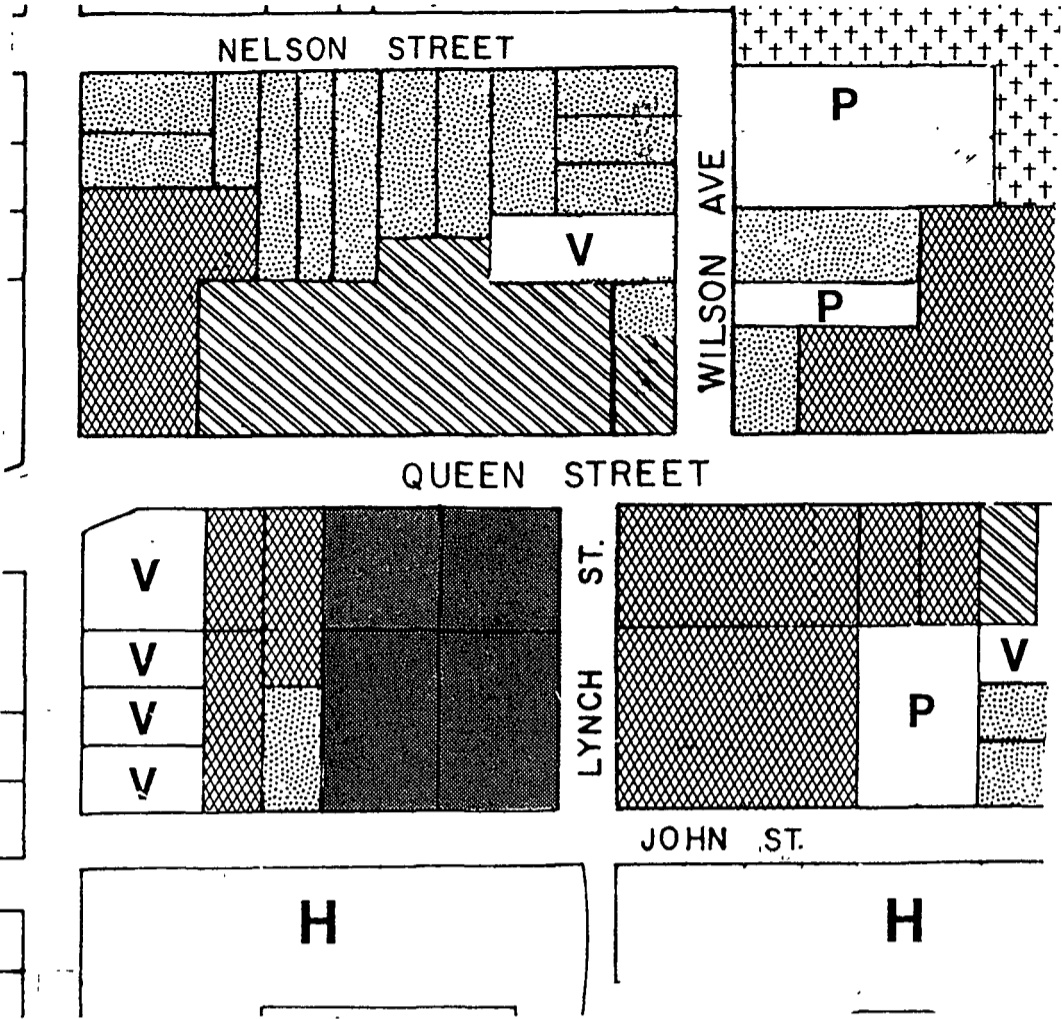 NELSON STREET
P
WILSON AVE
V
P
QUEEN STREET
V
LYNCH ST.
V
V
P
V
V
JOHN ST.
H
H